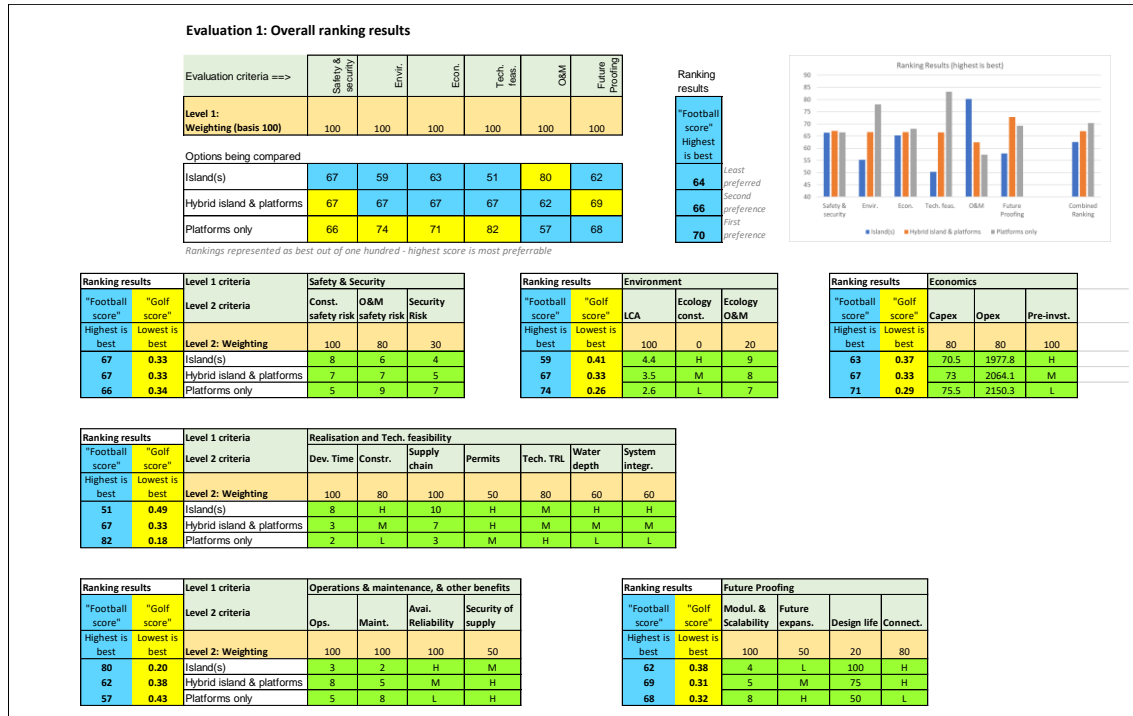 Evaluation 1: Overall ranking results
Evaluation criteria ==> Safety & security Envir. Econ. Tech. feas. O&M Future Proofing
Level 1:
Weighting (basis 100) 100 100 100 100 100 100
Options being compared
Island(s) 67 59 63 51 80 62
Hybrid island & platforms 67 67 67 67 62 69
Platforms only 66 74 71 82 57 68
Rankings represented as best out of one hundred - highest score is most preferrable
Ranking
results
"Football
score"
Highest
is best
64 Least preferred
66 Second preference
70 First preference
Ranking Results (highest is best)
90
85
80
75
70
65
60
55
50
45
40
Safety & security Envir. Econ. Tech. feas. O&M Future Proofing Combined Ranking
Island(s) Hybrid island & platforms Platforms only
Ranking results Level 1 criteria Safety & Security
"Football score" "Golf score" Level 2 criteria Const. safety risk O&M safety risk Security Risk
Highest is best Lowest is best Level 2: Weighting 100 80 30
67 0.33 Island(s) 8 6 4
67 0.33 Hybrid island & platforms 7 7 5
66 0.34 Platforms only 5 9 7
Ranking results Environment
"Football score" "Golf score" LCA Ecology const. Ecology O&M
Highest is best Lowest is best 100 0 20
59 0.41 4.4 H 9
67 0.33 3.5 M 8
74 0.26 2.6 L 7
Ranking results Economics
"Football score" "Golf score" Capex Opex Pre-invst.
Highest is best Lowest is best 80 80 100
63 0.37 70.5 1977.8 H
67 0.33 73 2064.1 M
71 0.29 75.5 2150.3 L
Ranking results Level 1 criteria Realisation and Tech. feasibility
"Football score" "Golf score" Level 2 criteria Dev. Time Constr. Supply chain Permits Tech. TRL Water depth System integr.
Highest is best Lowest is best Level 2: Weighting 100 80 100 50 80 60 60
51 0.49 Island(s) 8 H 10 H M H H
67 0.33 Hybrid island & platforms 3 M 7 H M M M
82 0.18 Platforms only 2 L 3 M H L L
Ranking results Level 1 criteria Operations & maintenance, & other benefits
"Football score" "Golf score" Level 2 criteria Ops. Maint. Avai. Reliability Security of supply
Highest is best Lowest is best Level 2: Weighting 100 100 100 50
80 0.20 Island(s) 3 2 H M
62 0.38 Hybrid island & platforms 8 5 M H
57 0.43 Platforms only 5 8 L H
Ranking results Future Proofing
"Football score" "Golf score" Modul. & Scalability Future expans. Design life Connect.
Highest is best Lowest is best 100 50 20 80
62 0.38 4 L 100 H
69 0.31 5 M 75 H
68 0.32 8 H 50 L